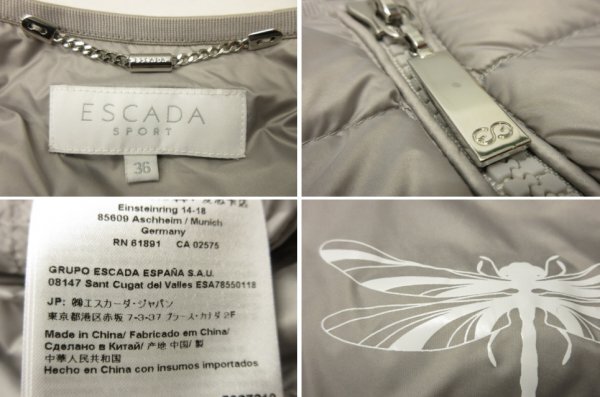 ESCADA
ESCADA
SPORT
36
Einsteinring 14-18
85609 Aschheim / Munich
Germany
RN 61891 CA 02575
GRUPO ESCADA ESPAÑA S.A.U.
08147 Sant Cugat del Valles ESA78550118
JP: ㈱エスカーダ・ジャパン
東京都港区赤坂 7-3-37 プラース・カナダ 2F
Made in China/ Fabricado em China/
Сделано в Китай/ 产地 中国/ 製
中華人民共和国
Hecho en China con insumos importados